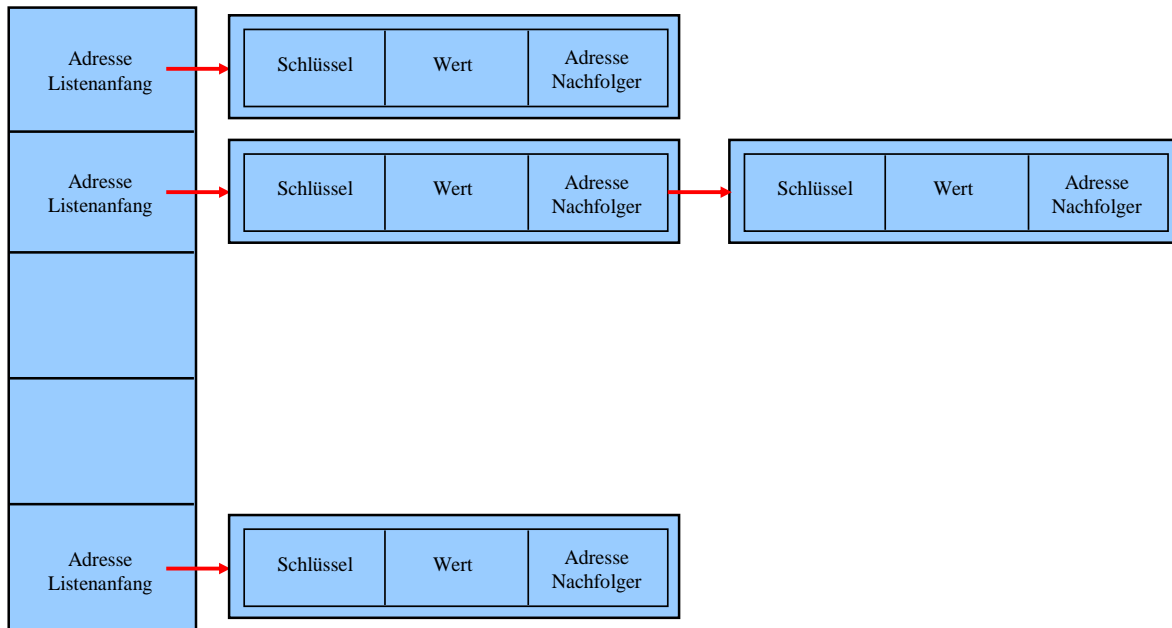 Adresse
Listenanfang
Schlüssel
Wert
Adresse
Nachfolger
Adresse
Listenanfang
Schlüssel
Wert
Adresse
Nachfolger
Schlüssel
Wert
Adresse
Nachfolger
Adresse
Listenanfang
Schlüssel
Wert
Adresse
Nachfolger